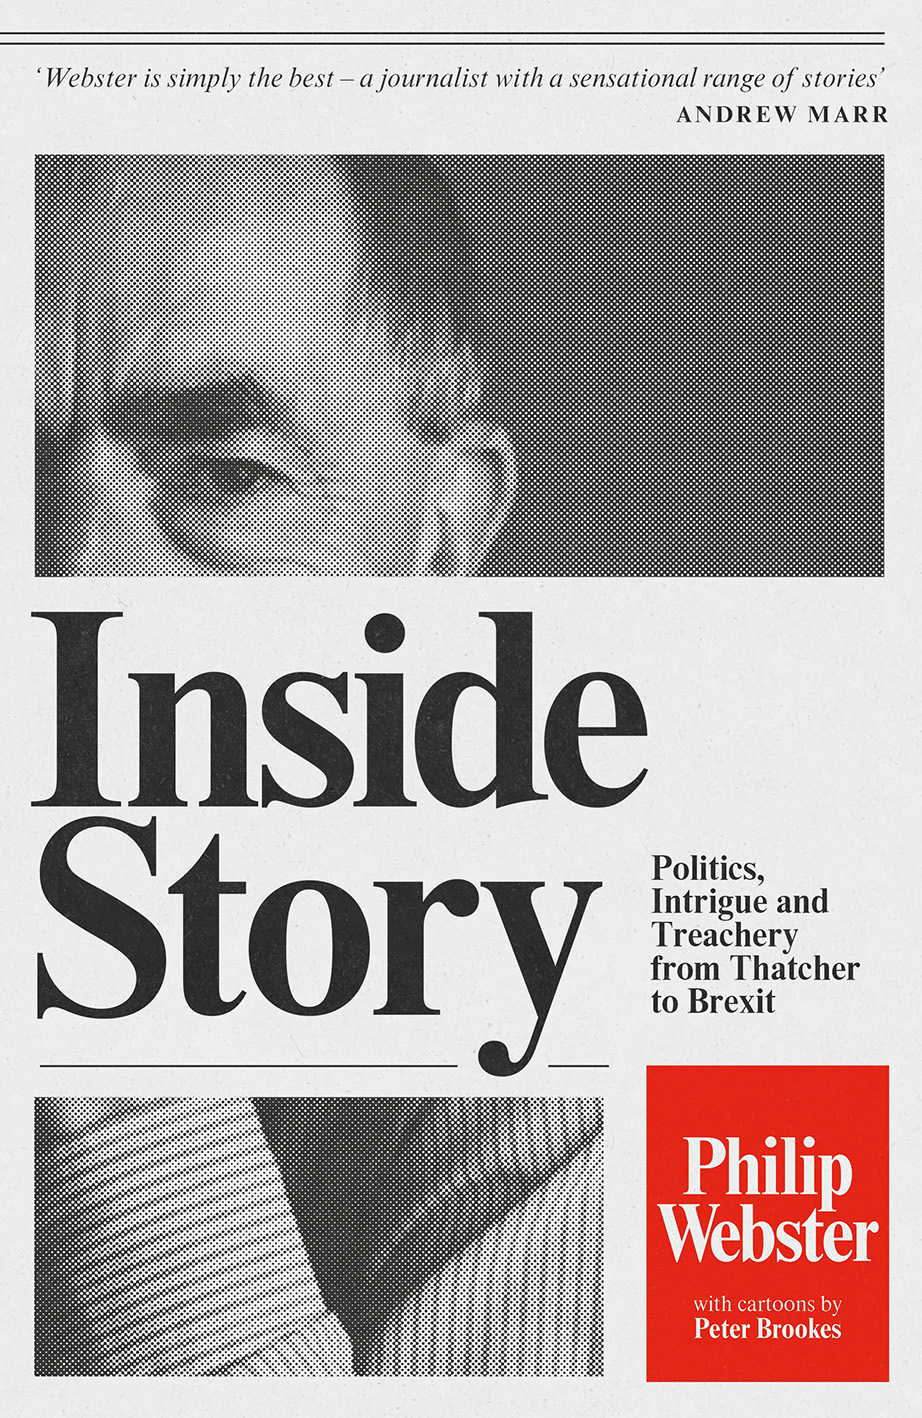 ‘Webster is simply the best – a journalist with a sensational range of stories’
ANDREW MARR
Inside
Story
Politics,
Intrigue and
Treachery
from Thatcher
to Brexit
Philip
Webster
with cartoons by
Peter Brookes